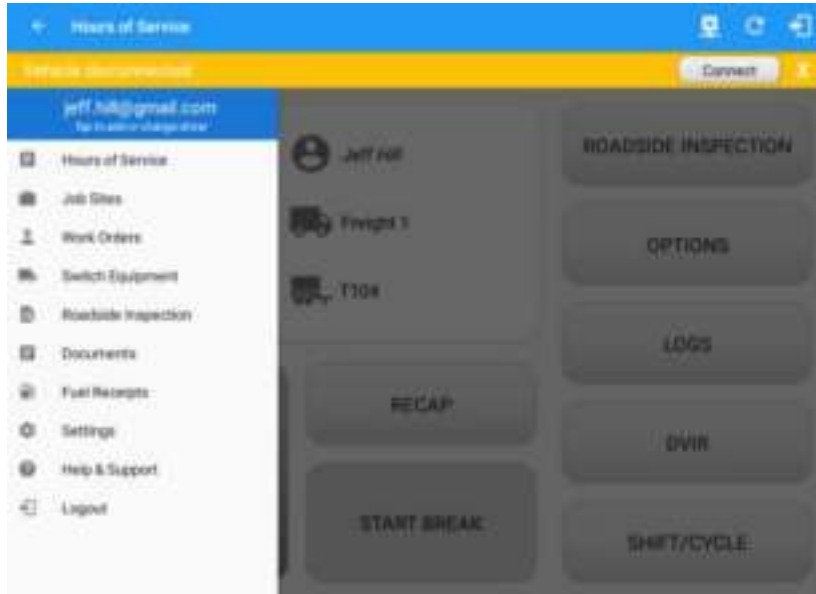 Hours of Service
Vehicle disconnected
Connect
X
jeff.hill@gmail.com
Tap to edit or change driver
Hours of Service
Job Sites
Work Orders
Switch Equipment
Roadside Inspection
Documents
Fuel Receipts
Settings
Help & Support
Logout
Jeff Hill
Freight 1
RECAP
START BREAK
ROADSIDE INSPECTION
OPTIONS
LOGS
DVIR
SHIFT/CYCLE